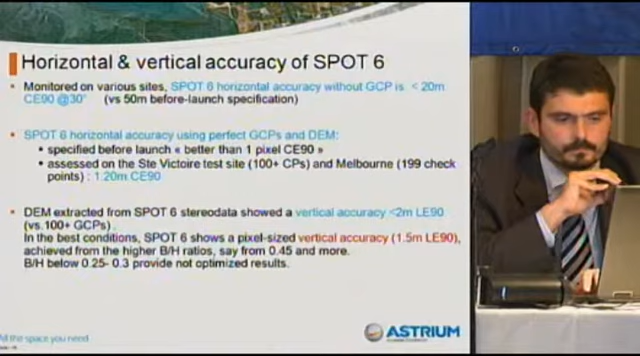 Horizontal & vertical accuracy of SPOT 6
• Monitored on various sites, SPOT 6 horizontal accuracy without GCP is < 20m
CE90 @30° (vs 50m before-launch specification)
• SPOT 6 horizontal accuracy using perfect GCPs and DEM:
• specified before launch « better than 1 pixel CE90 »
• assessed on the Ste Victoire test site (100+ CPs) and Melbourne (199 check
points) : 1.20m CE90
• DEM extracted from SPOT 6 stereodata showed a vertical accuracy <2m LE90
(vs.100+ GCPs).
In the best conditions, SPOT 6 shows a pixel-sized vertical accuracy (1.5m LE90),
achieved from the higher B/H ratios, say from 0.45 and more.
B/H below 0.25- 0.3 provide not optimized results.
All the space you need
ASTRIUM